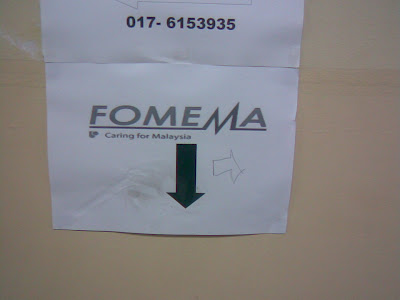 017- 6153935
FOMEMA
Caring for Malaysia